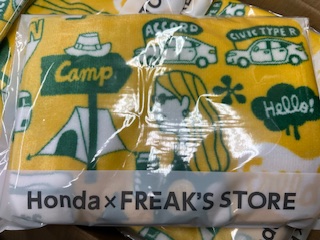 ACCORD
CIVIC TYPE R
Camp
Hello!
Honda×FREAK'S STORE